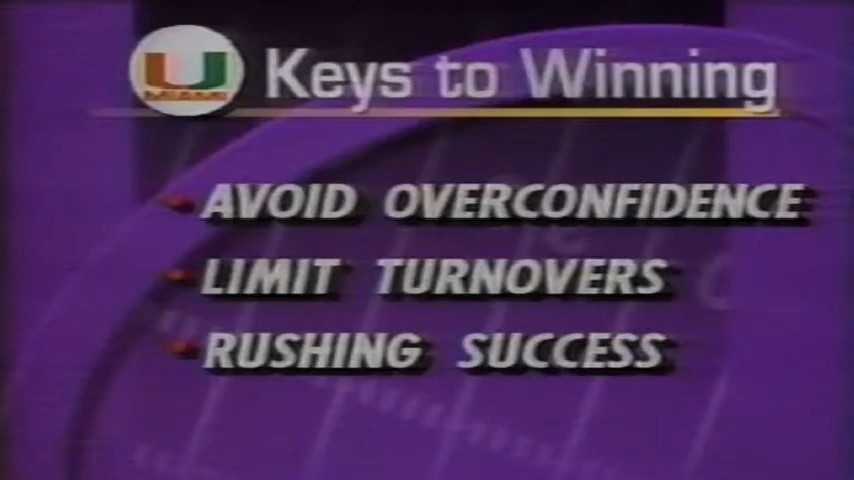 Keys to Winning
AVOID OVERCONFIDENCE
LIMIT TURNOVERS
RUSHING SUCCESS